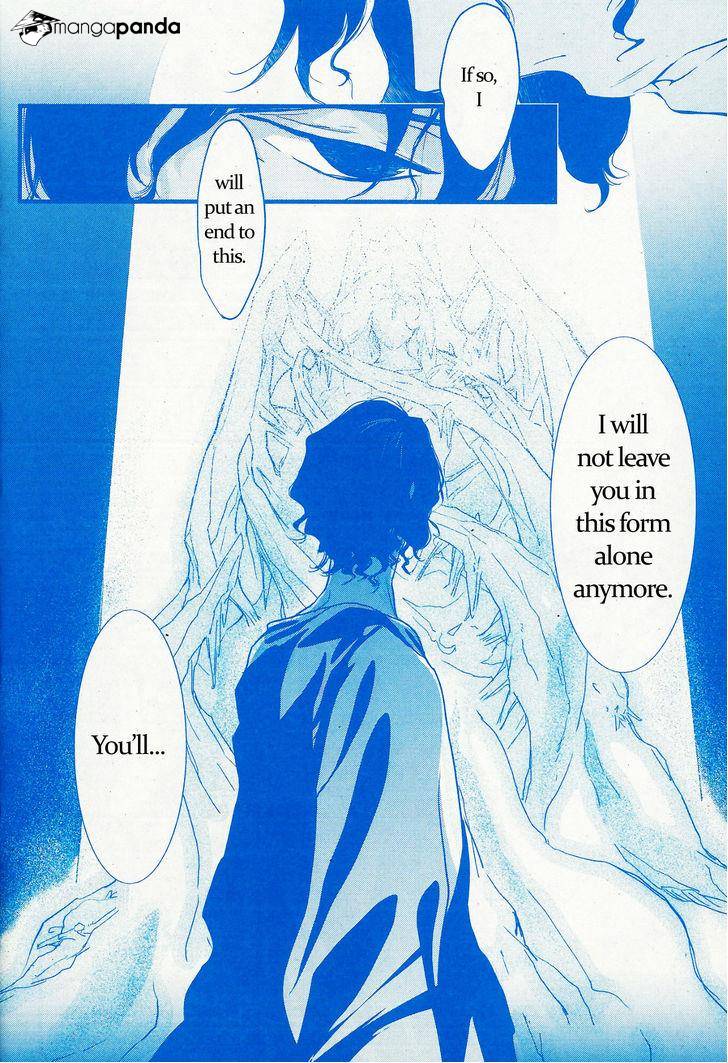 mangapanda
If so,
I
will
put an
end to
this.
I will
not leave
you in
this form
alone
anymore.
You'll...